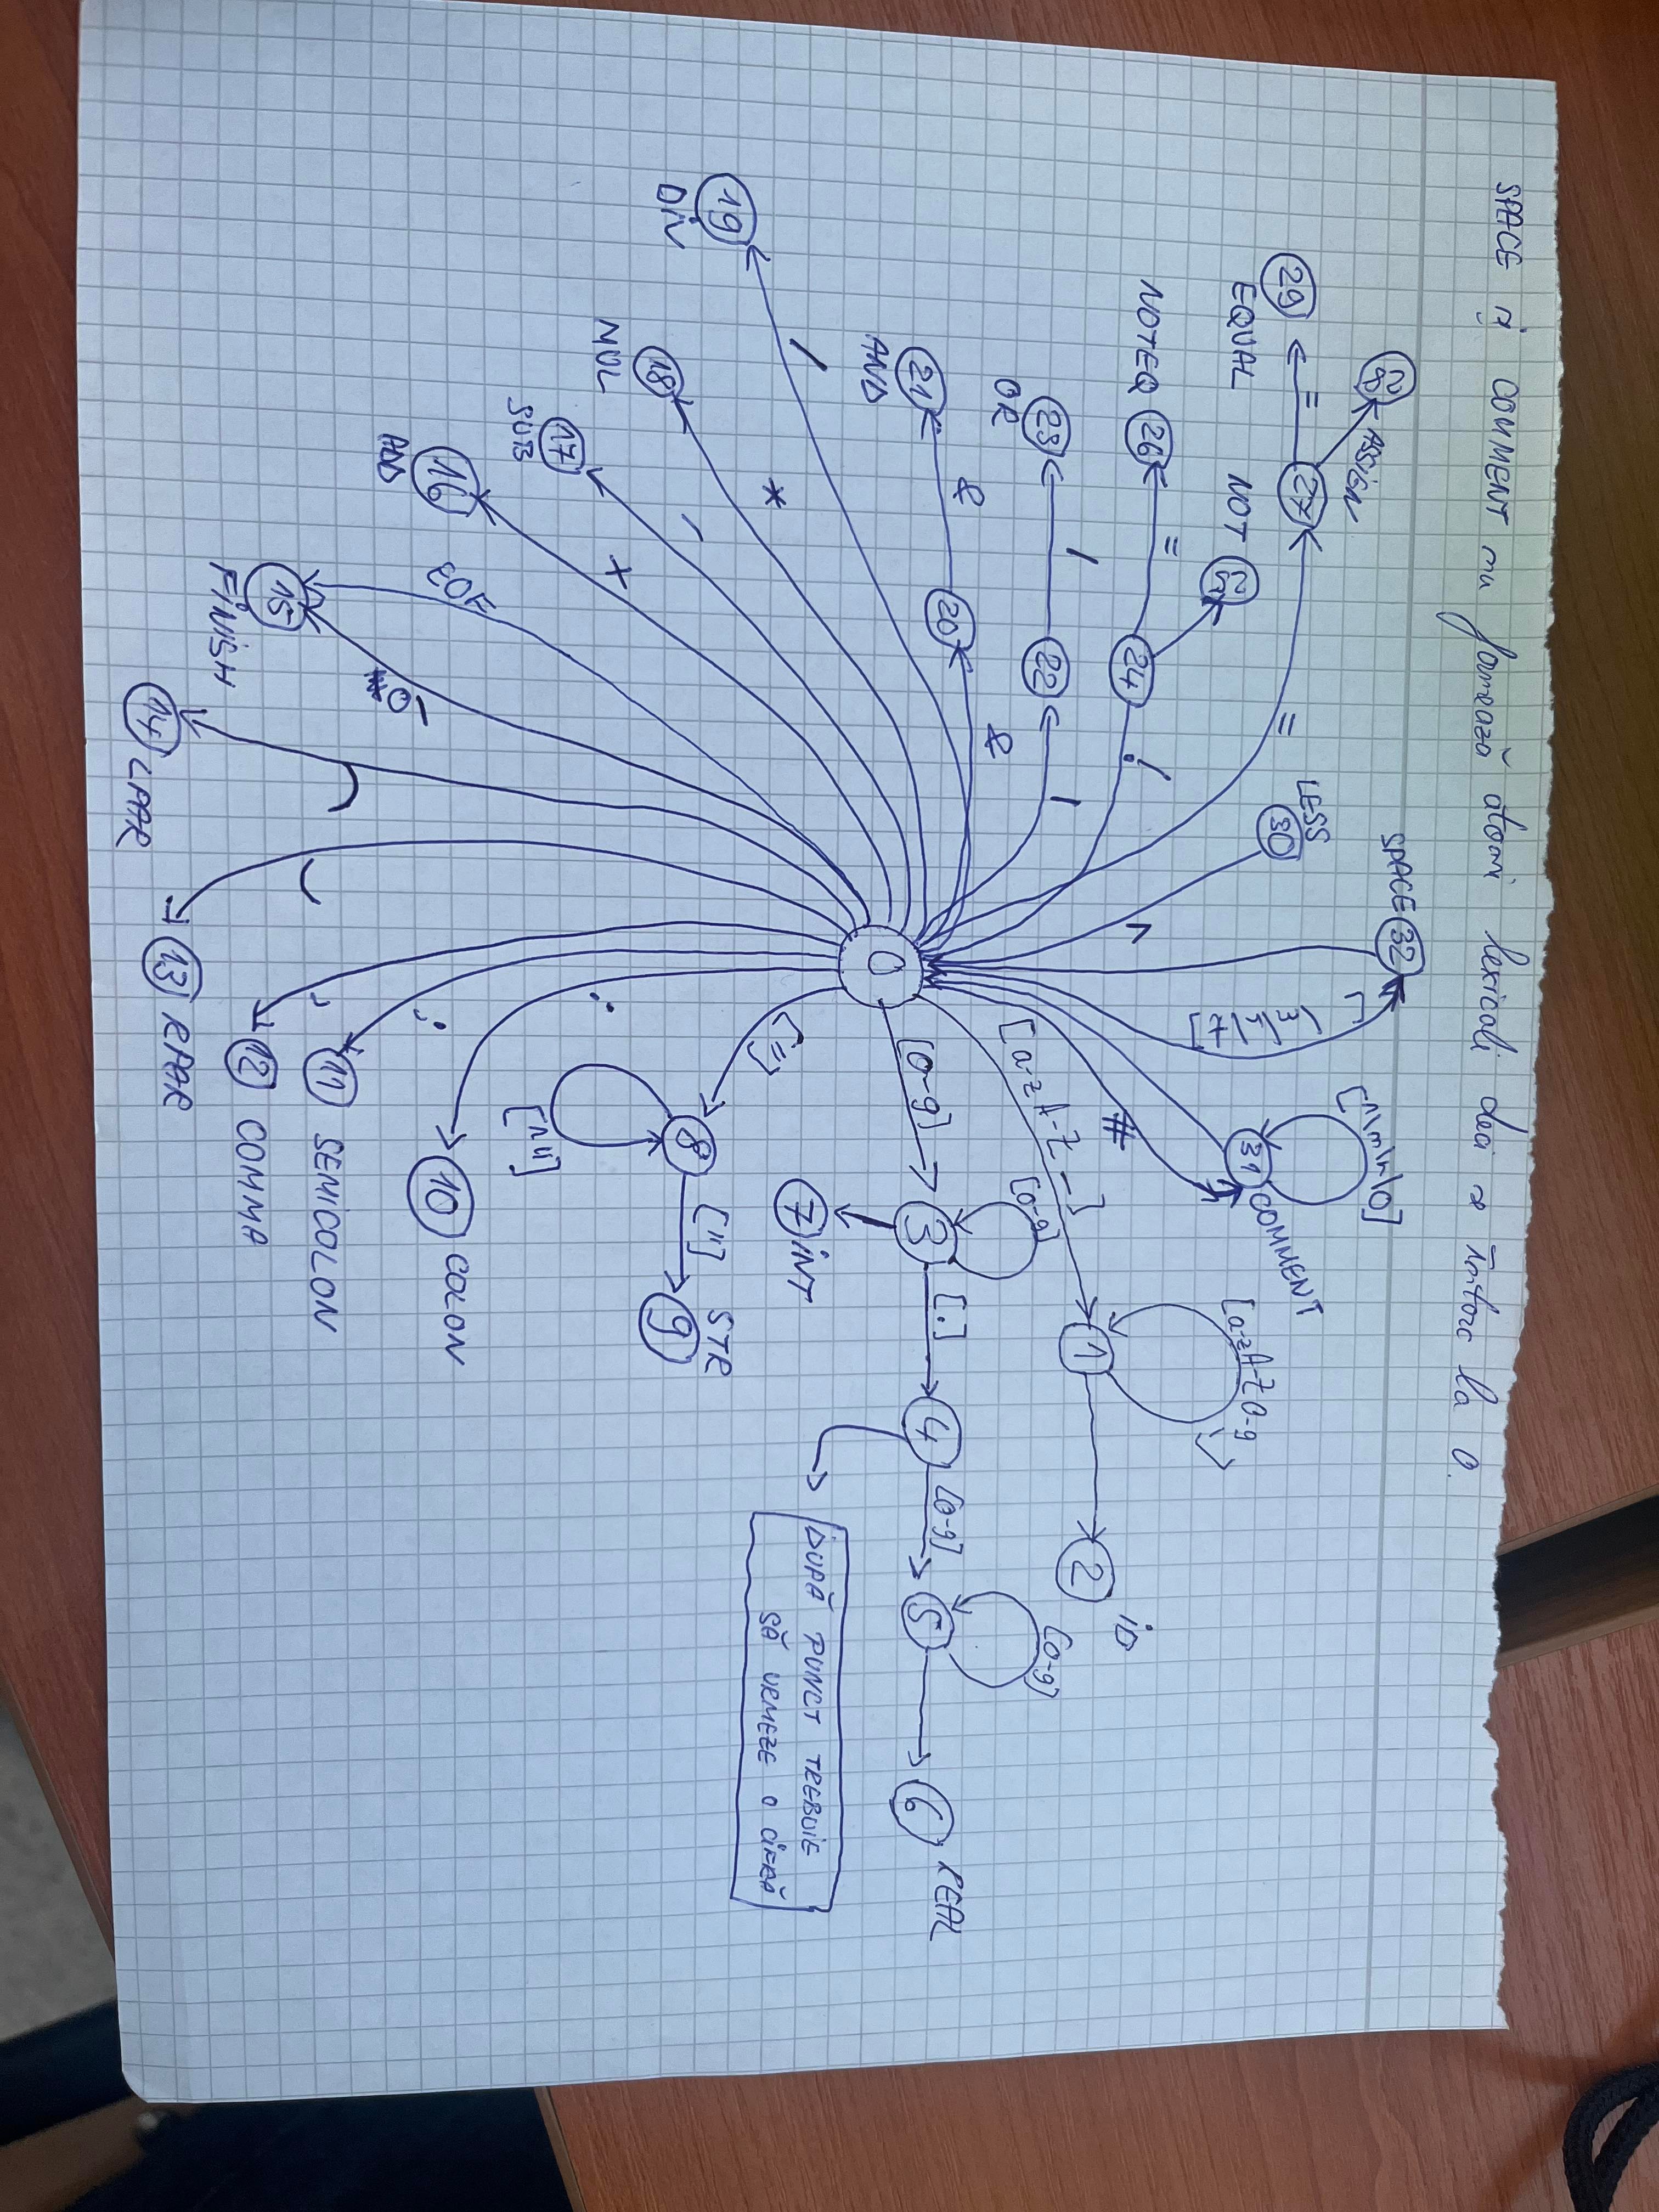 SPACE și COMMENT nu formează atomi lexicali deci se întorc la 0.
SPACE 32
[^\n\r\0]
28 ASSIGN
LESS
30
[ \n\r\t]
31 COMMENT
29 = 27 =
EQUAL
NOT 25
[a-zA-Z0-9_]
NOTEQ 26 = 24 !
<
#
1 2 ID
[a-zA-Z_]
23 | 22 |
OR
[0-9] [0-9]
21 & 20 &
AND
0 [0-9] 3 [.] 4 [0-9] 5 6 REAL
7 INT
DUPĂ PUNCT TREBUIE
SĂ URMEZE O CIFRĂ
/
19
DIV
*
18
MUL
["]
8 ["] 9 STR
[^"]
-
17
SUB
+
16
ADD
:
10 COLON
EOF
\0
15
FINISH
;
11 SEMICOLON
,
12 COMMA
(
14 LPAR
)
13 RPAR